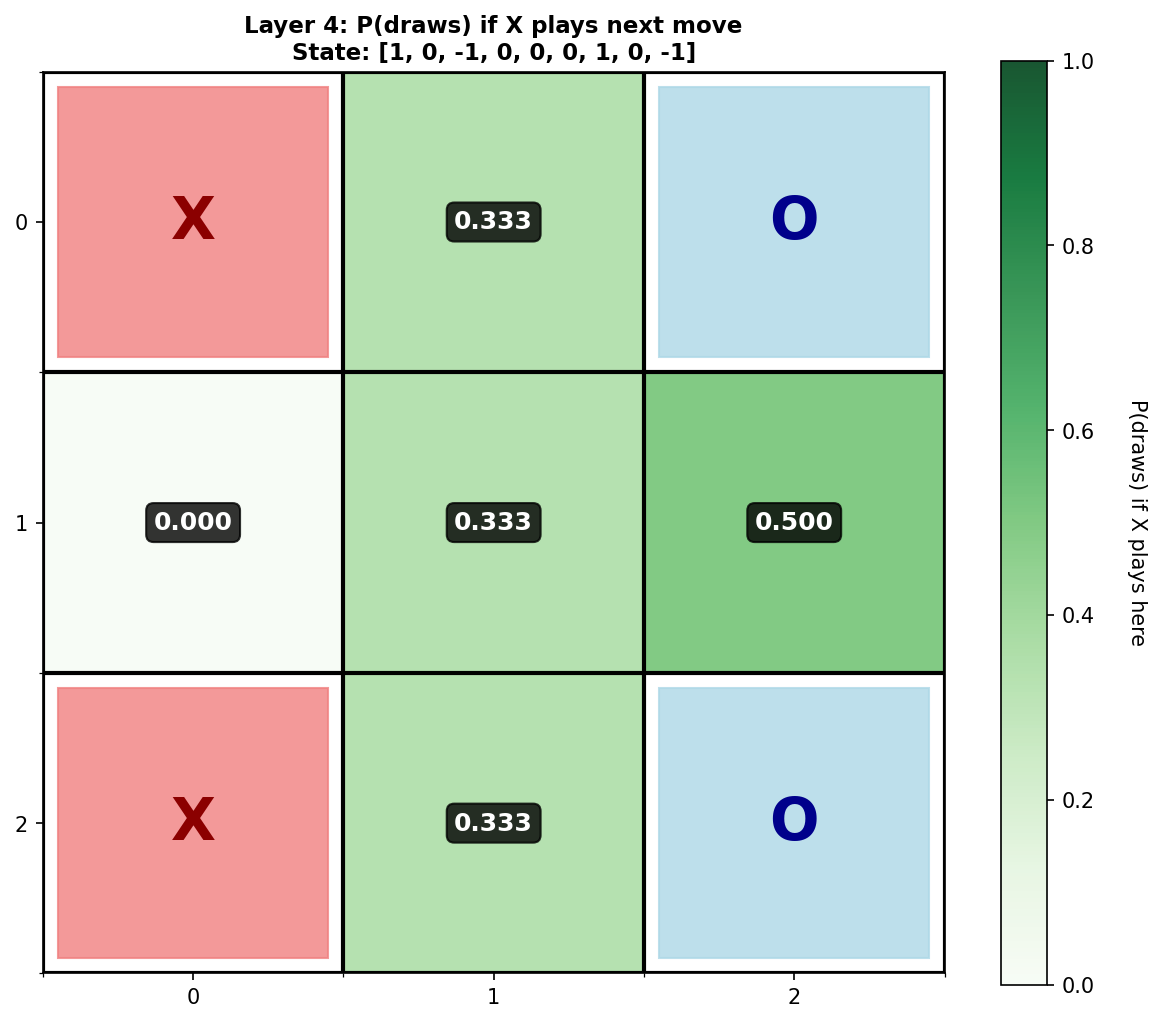 Layer 4: P(draws) if X plays next move
State: [1, 0, -1, 0, 0, 0, 1, 0, -1]
0
X
0.333
O
1
0.000
0.333
0.500
2
X
0.333
O
0
1
2
1.0
0.8
0.6
0.4
0.2
0.0
P(draws) if X plays here